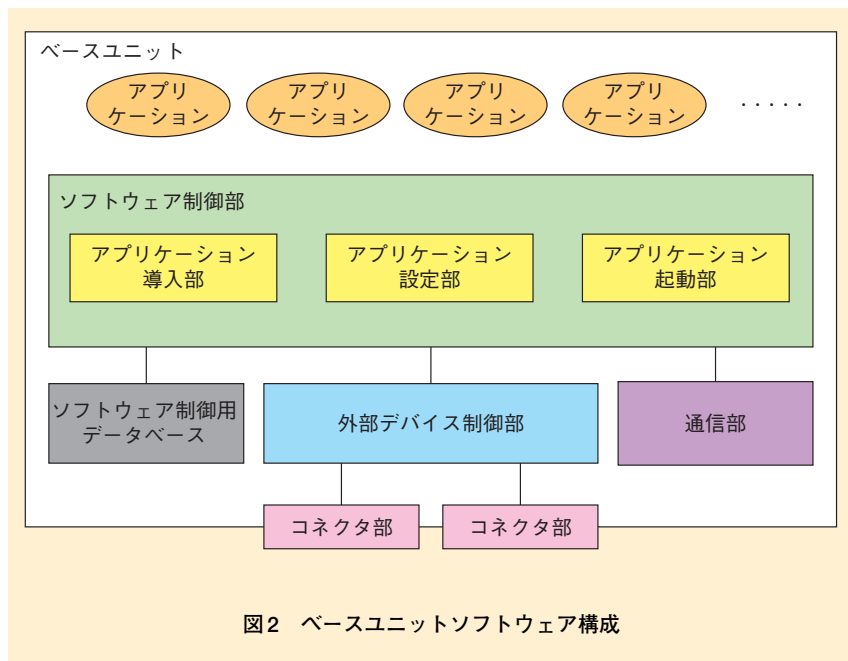 ベースユニット
アプリ
ケーション
アプリ
ケーション
アプリ
ケーション
アプリ
ケーション
・・・・・
ソフトウェア制御部
アプリケーション
導入部
アプリケーション
設定部
アプリケーション
起動部
ソフトウェア制御用
データベース
外部デバイス制御部
通信部
コネクタ部
コネクタ部
図2 ベースユニットソフトウェア構成